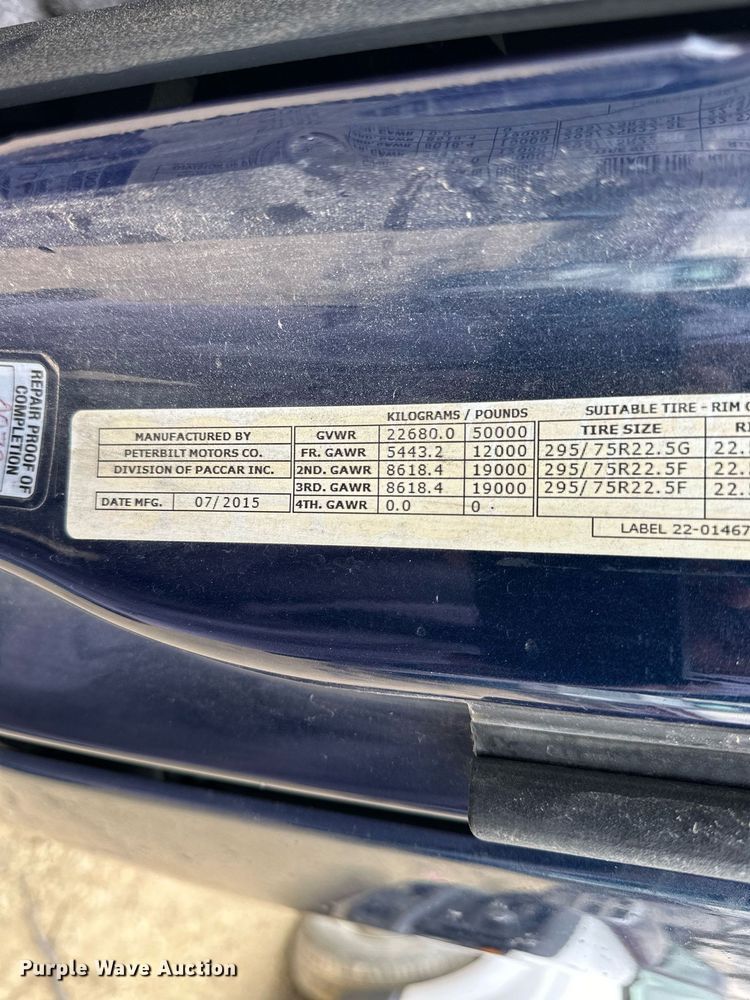 REPAIR PROOF OF
COMPLETION
KILOGRAMS / POUNDS SUITABLE TIRE - RIM
MANUFACTURED BY GVWR 22680.0 50000 TIRE SIZE
PETERBILT MOTORS CO. FR. GAWR 5443.2 12000 295/ 75R22.5G 22.
DIVISION OF PACCAR INC. 2ND. GAWR 8618.4 19000 295/ 75R22.5F 22.
3RD. GAWR 8618.4 19000 295/ 75R22.5F 22.
DATE MFG. 07/2015 4TH. GAWR 0.0 0
LABEL 22-01467
Purple Wave Auction